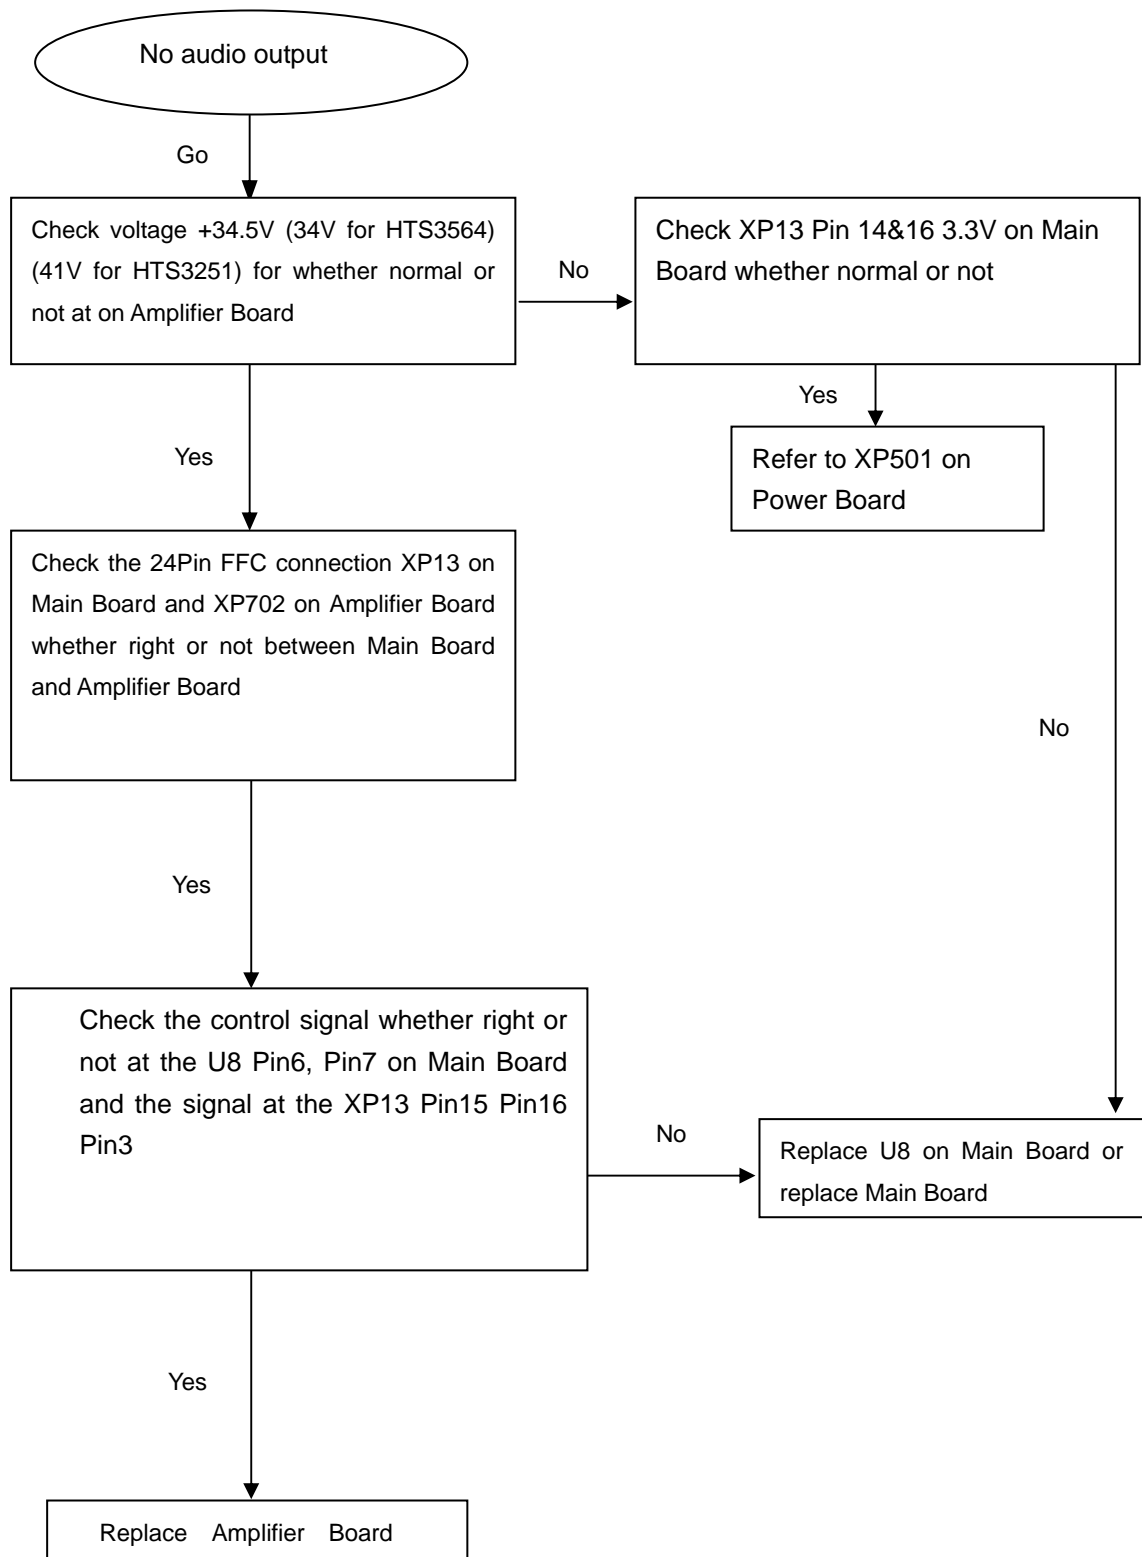 No audio output
Go
Check voltage +34.5V (34V for HTS3564)
(41V for HTS3251) for whether normal or
not at on Amplifier Board
No
Check XP13 Pin 14&16 3.3V on Main
Board whether normal or not
Yes
Refer to XP501 on
Power Board
Yes
Check the 24Pin FFC connection XP13 on
Main Board and XP702 on Amplifier Board
whether right or not between Main Board
and Amplifier Board
No
Yes
Check the control signal whether right or
not at the U8 Pin6, Pin7 on Main Board
and the signal at the XP13 Pin15 Pin16
Pin3
No
Replace U8 on Main Board or
replace Main Board
Yes
Replace Amplifier Board